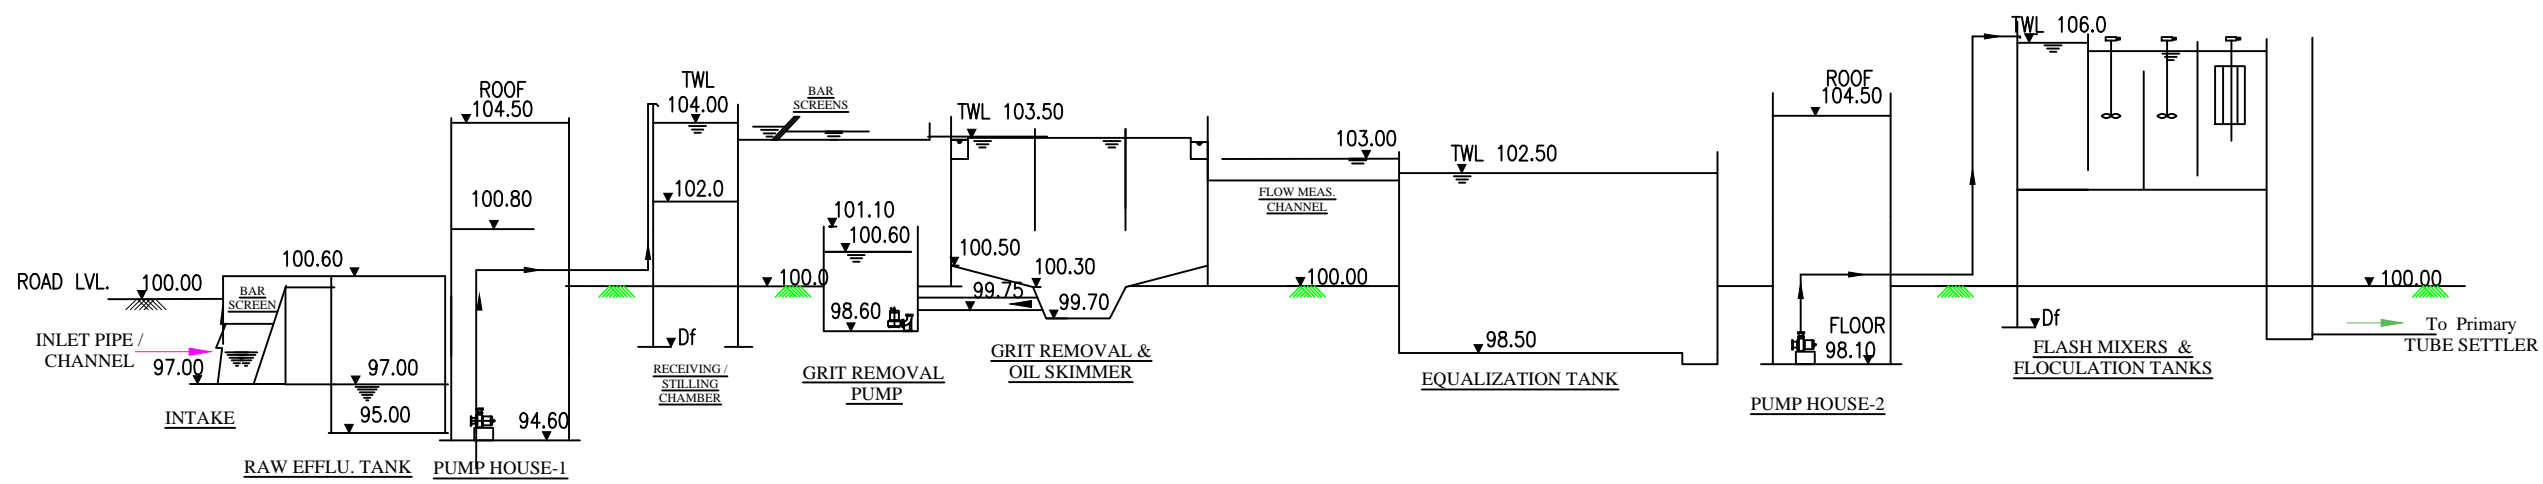 ROAD LVL.
100.00
INLET PIPE /
CHANNEL
97.00
BAR
SCREEN
INTAKE
100.60
97.00
95.00
RAW EFFLU. TANK
ROOF
104.50
100.80
94.60
PUMP HOUSE-1
TWL
104.00
102.0
Df
RECEIVING /
STILLING
CHAMBER
BAR
SCREENS
100.0
101.10
100.60
98.60
GRIT REMOVAL
PUMP
TWL 103.50
100.50
100.30
99.75
99.70
GRIT REMOVAL &
OIL SKIMMER
103.00
FLOW MEAS.
CHANNEL
100.00
TWL 102.50
98.50
EQUALIZATION TANK
ROOF
104.50
FLOOR
98.10
PUMP HOUSE-2
TWL 106.0
Df
FLASH MIXERS &
FLOCULATION TANKS
100.00
To Primary
TUBE SETTLER